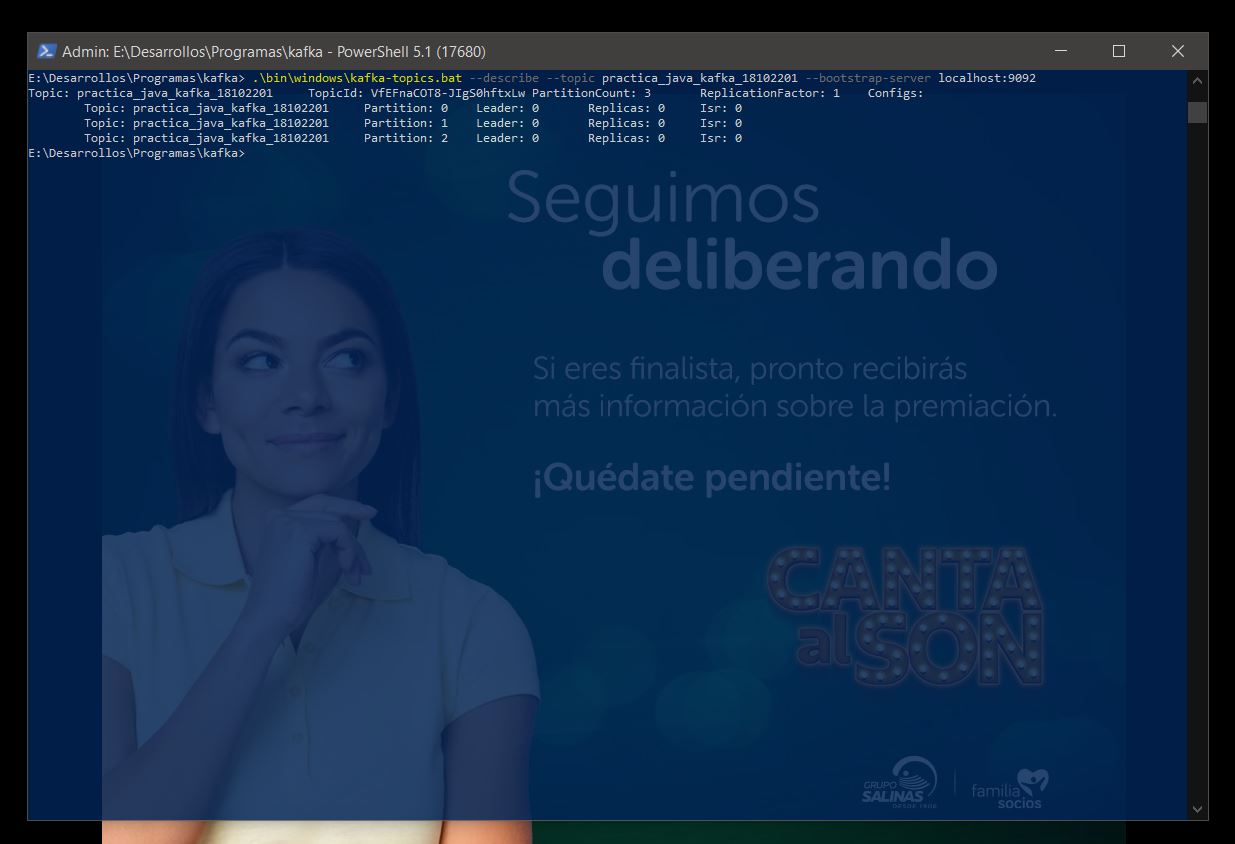 Admin: E:\Desarrollos\Programas\kafka - PowerShell 5.1 (17680)
E:\Desarrollos\Programas\kafka> .\bin\windows\kafka-topics.bat --describe --topic practica_java_kafka_18102201 --bootstrap-server localhost:9092
Topic: practica_java_kafka_18102201 TopicId: VfEFnaCOT8-JIgS0hftxLw PartitionCount: 3 ReplicationFactor: 1 Configs:
Topic: practica_java_kafka_18102201 Partition: 0 Leader: 0 Replicas: 0 Isr: 0
Topic: practica_java_kafka_18102201 Partition: 1 Leader: 0 Replicas: 0 Isr: 0
Topic: practica_java_kafka_18102201 Partition: 2 Leader: 0 Replicas: 0 Isr: 0
E:\Desarrollos\Programas\kafka>
Seguimos
deliberando
Si eres finalista, pronto recibirás
más información sobre la premiación.
¡Quédate pendiente!
CANTA
al SON
GRUPO
SALINAS
DESDE 1906
familia
socios